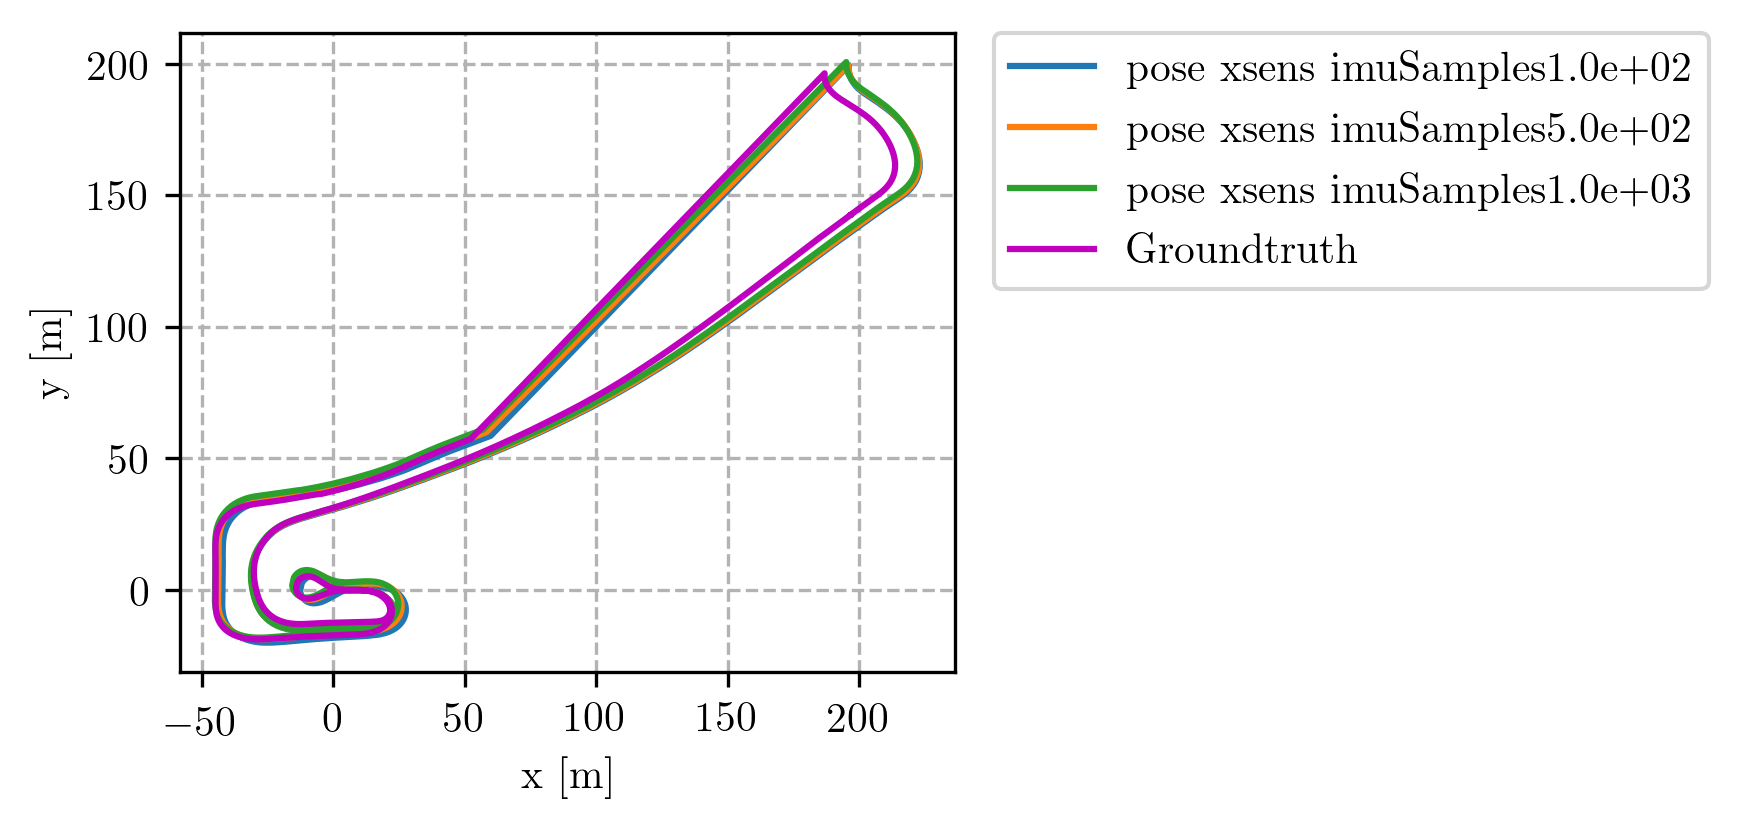 200
150
100
50
0
−50
0
50
100
150
200
x [m]
y [m]
pose xsens imuSamples1.0e+02
pose xsens imuSamples5.0e+02
pose xsens imuSamples1.0e+03
Groundtruth